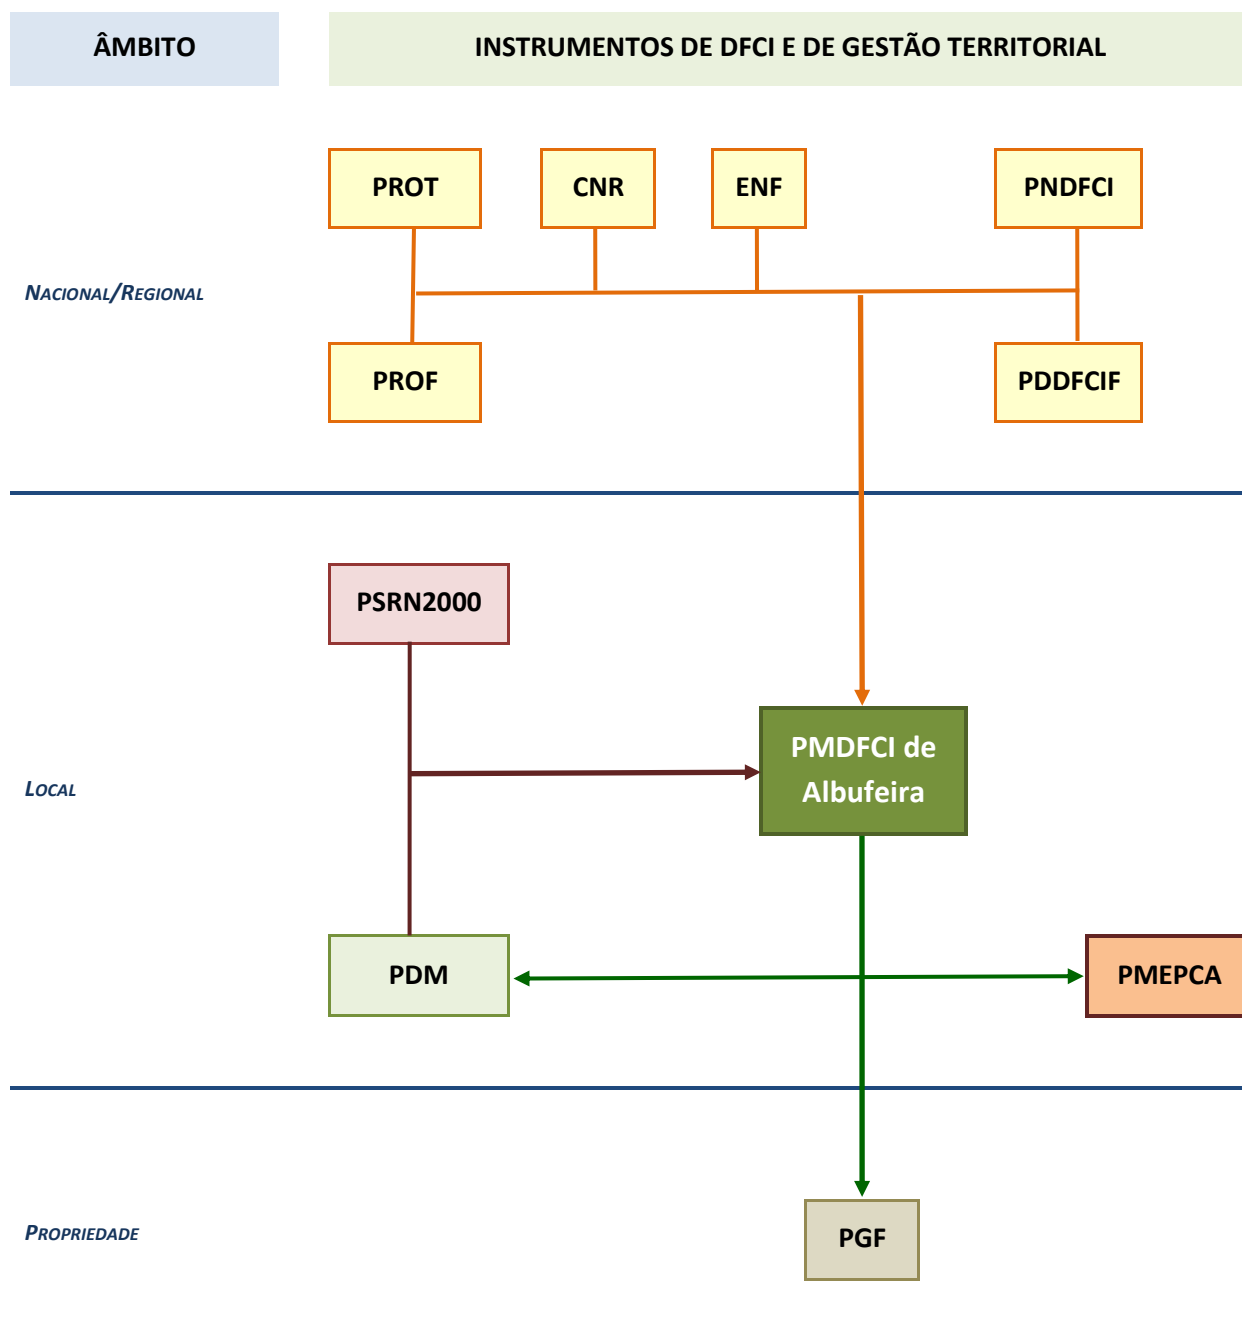 ÂMBITO
INSTRUMENTOS DE DFCI E DE GESTÃO TERRITORIAL
PROT
CNR
ENF
PNDFCI
NACIONAL/REGIONAL
PROF
PDDFCIF
PSRN2000
PMDFCI de
Albufeira
LOCAL
PDM
PMEPCA
PROPRIEDADE
PGF